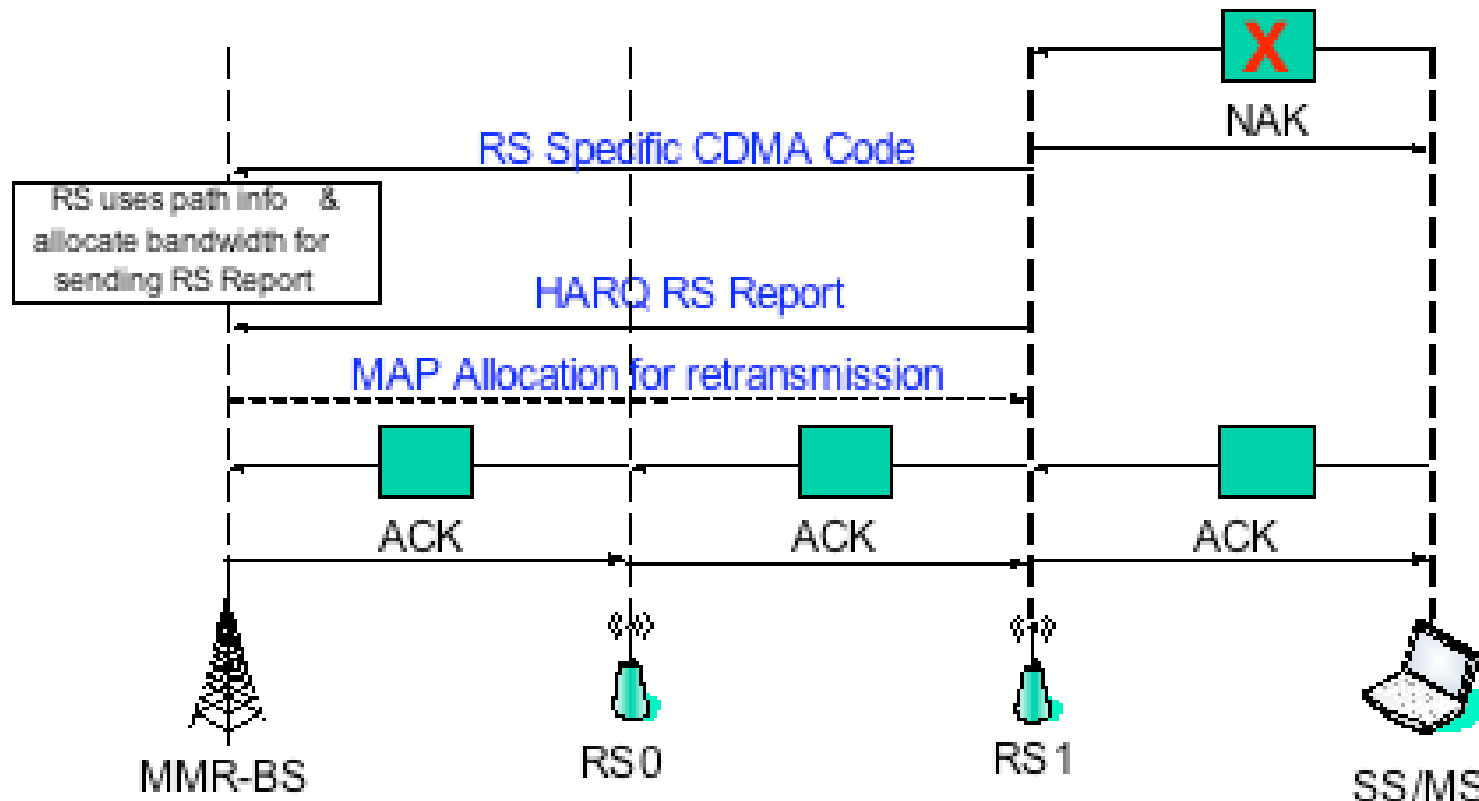 X
NAK
RS Specific CDMA Code
RS uses path info &
allocate bandwidth for
sending RS Report
HARQ RS Report
MAP Allocation for retransmission
ACK
ACK
ACK
MMR-BS
RS0
RS1
SS/MS